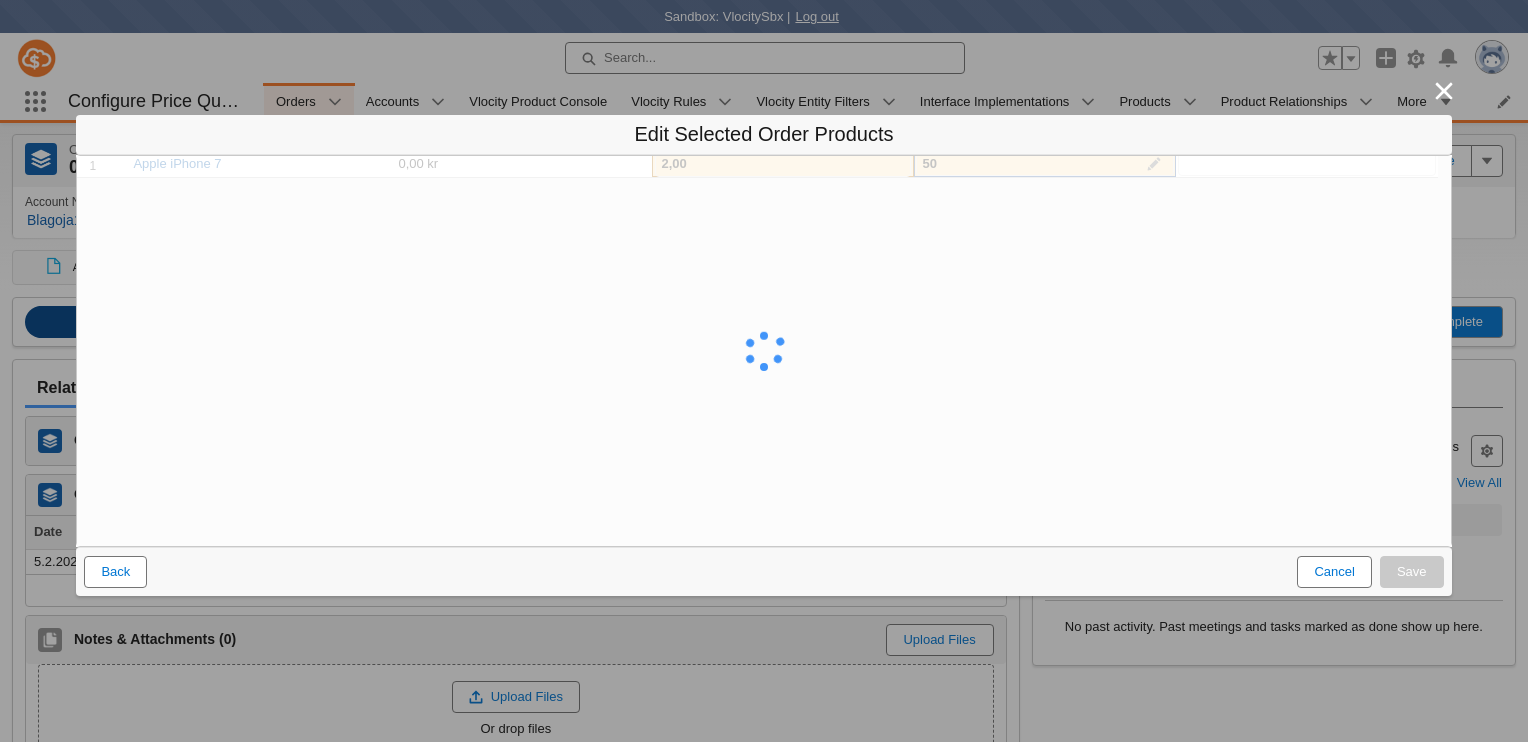 Sandbox: VlocitySbx | Log out
Search...
Configure Price Qu…
Orders
Accounts
Vlocity Product Console
Vlocity Rules
Vlocity Entity Filters
Interface Implementations
Products
Product Relationships
More
Edit Selected Order Products
1
Apple iPhone 7
0,00 kr
2,00
50
Account N
Blagoja
Relat
View All
Date
5.2.202
Back
Cancel
Save
Notes & Attachments (0)
Upload Files
No past activity. Past meetings and tasks marked as done show up here.
Upload Files
Or drop files